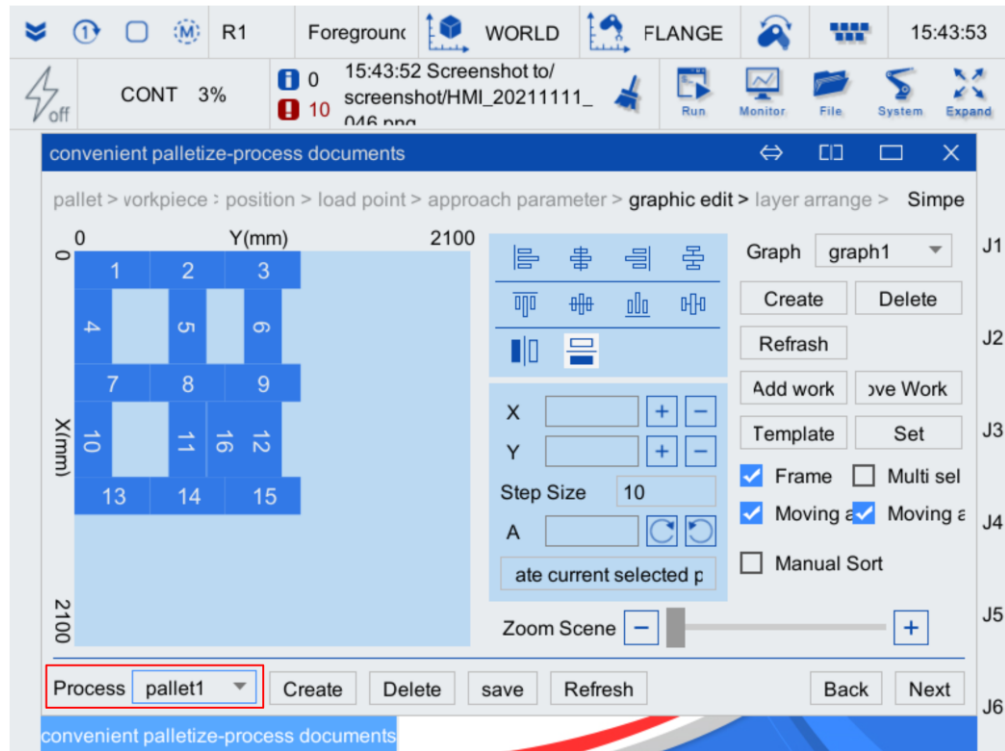 1 M R1 Foregrounc WORLD FLANGE 15:43:53
off CONT 3% i 0 ! 10 15:43:52 Screenshot to/
screenshot/HMI_20211111_
046.png
Run Monitor File System Expand
convenient palletize-process documents
pallet > vorkpiece : position > load point > approach parameter > graphic edit > layer arrange > Simpe
0 Y(mm) 2100
0
1 2 3
4 5 6
7 8 9
10 11 16 12
13 14 15
X(mm)
2100
X + −
Y + −
Step Size 10
A
ate current selected p
Zoom Scene − +
Graph graph1
Create Delete
Refrash
Add work ove Work
Template Set
Frame Multi sel
Moving a Moving a
Manual Sort
J1
J2
J3
J4
J5
J6
Process pallet1 Create Delete save Refresh Back Next
convenient palletize-process documents